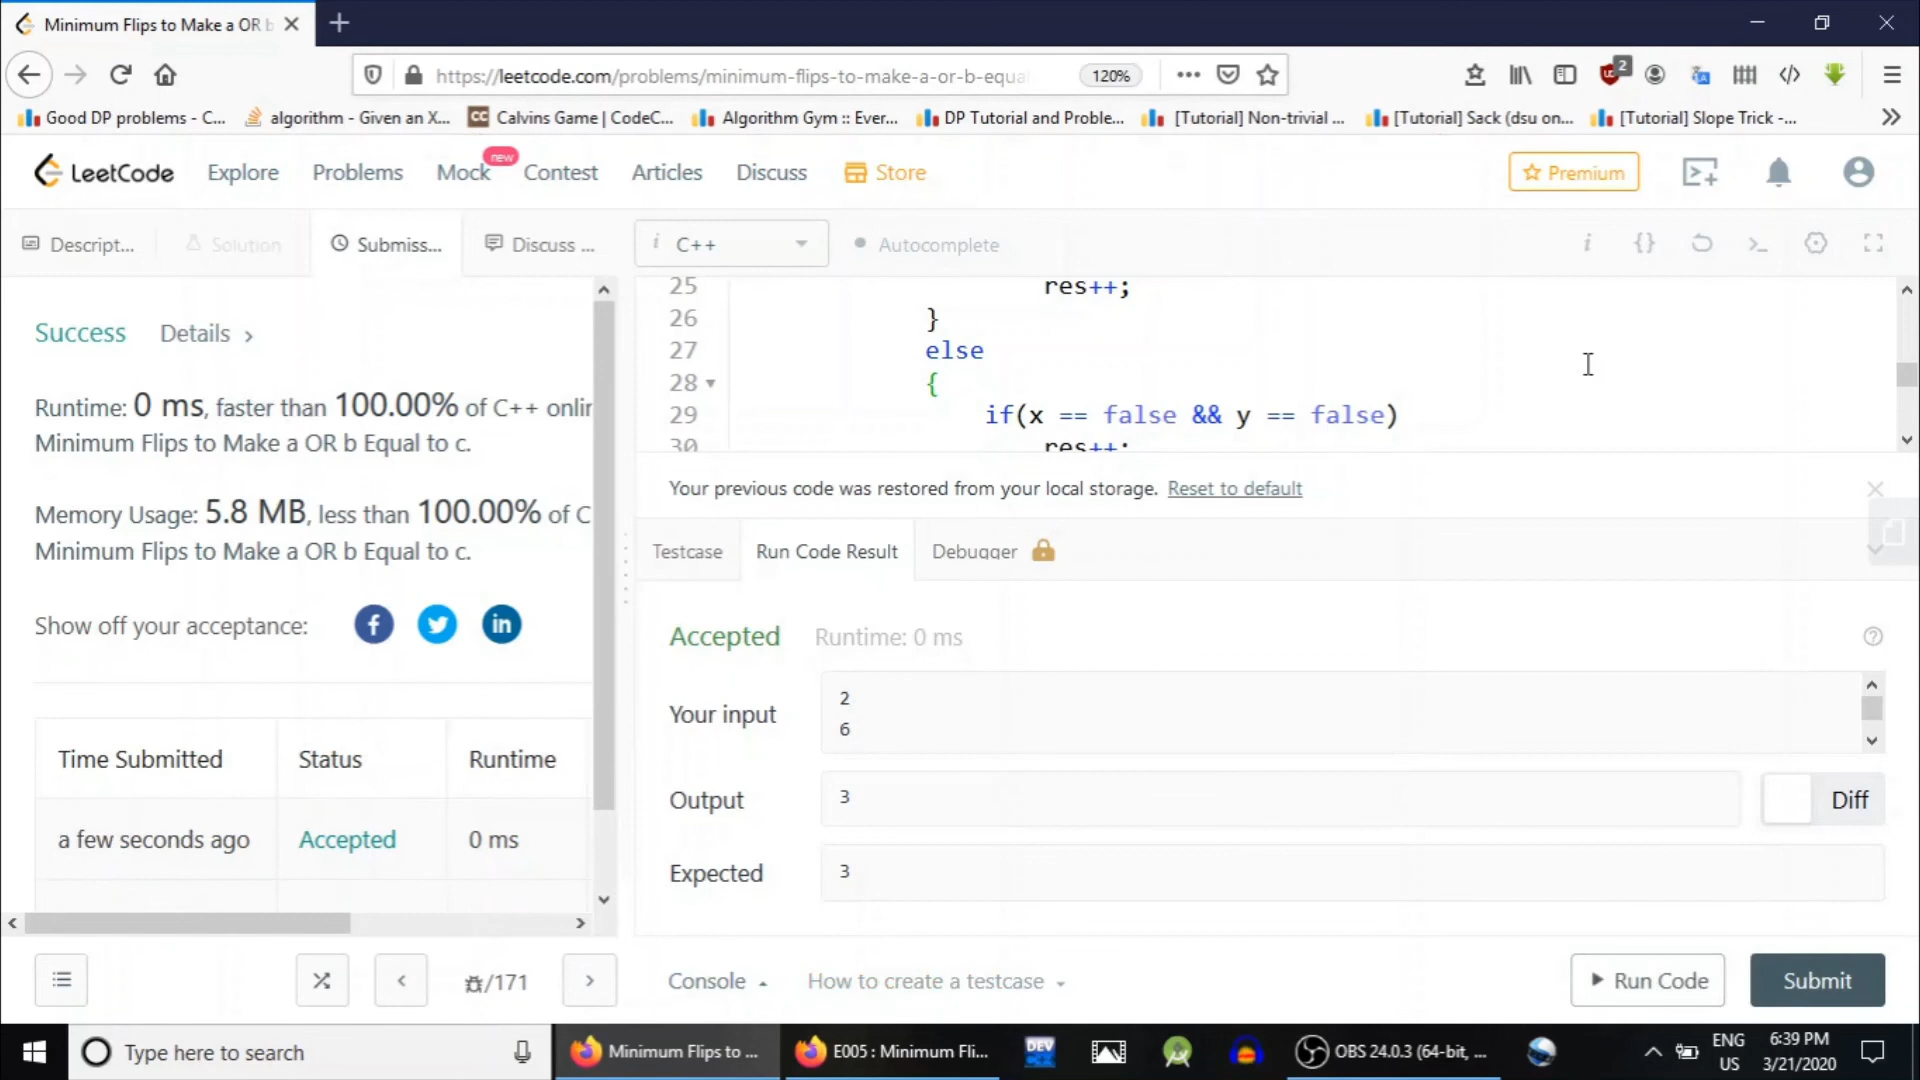 Minimum Flips to Make a OR b
https://leetcode.com/problems/minimum-flips-to-make-a-or-b-equa
120%
2
Good DP problems - C...
algorithm - Given an X...
CC Calvins Game | CodeC...
Algorithm Gym :: Ever...
DP Tutorial and Proble...
[Tutorial] Non-trivial ...
[Tutorial] Sack (dsu on...
[Tutorial] Slope Trick -...
LeetCode
Explore
Problems
Mock
new
Contest
Articles
Discuss
Store
Premium
Descript...
Solution
Submiss...
Discuss ...
i C++
Autocomplete
Success Details
Runtime: 0 ms, faster than 100.00% of C++ onlin
Minimum Flips to Make a OR b Equal to c.
Memory Usage: 5.8 MB, less than 100.00% of C
Minimum Flips to Make a OR b Equal to c.
Show off your acceptance:
Time Submitted Status Runtime
a few seconds ago Accepted 0 ms
25 res++;
26 }
27 else
28 {
29 if(x == false && y == false)
30 res++;
Your previous code was restored from your local storage. Reset to default
Testcase
Run Code Result
Debugger
Accepted Runtime: 0 ms
Your input
2
6
Output
3
Diff
Expected
3
/171
Console
How to create a testcase
Run Code
Submit
Type here to search
Minimum Flips to ...
E005 : Minimum Fli...
DEV
OBS 24.0.3 (64-bit, ...
ENG
US
6:39 PM
3/21/2020